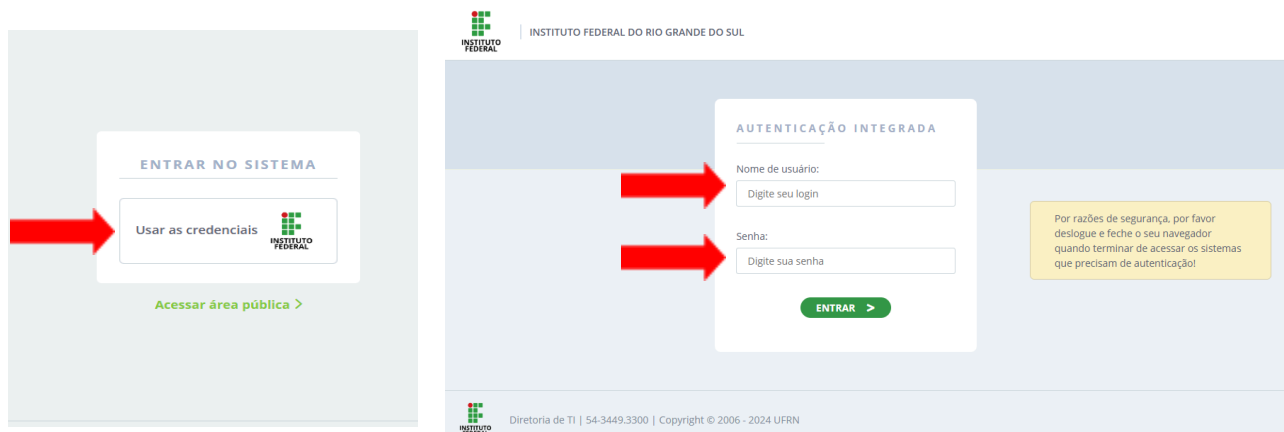 ENTRAR NO SISTEMA
Usar as credenciais
INSTITUTO
FEDERAL
Acessar área pública >
INSTITUTO
FEDERAL
INSTITUTO FEDERAL DO RIO GRANDE DO SUL
AUTENTICAÇÃO INTEGRADA
Nome de usuário:
Digite seu login
Senha:
Digite sua senha
ENTRAR >
Por razões de segurança, por favor
deslogue e feche o seu navegador
quando terminar de acessar os sistemas
que precisam de autenticação!
INSTITUTO
FEDERAL
Diretoria de TI | 54-3449.3300 | Copyright © 2006 - 2024 UFRN